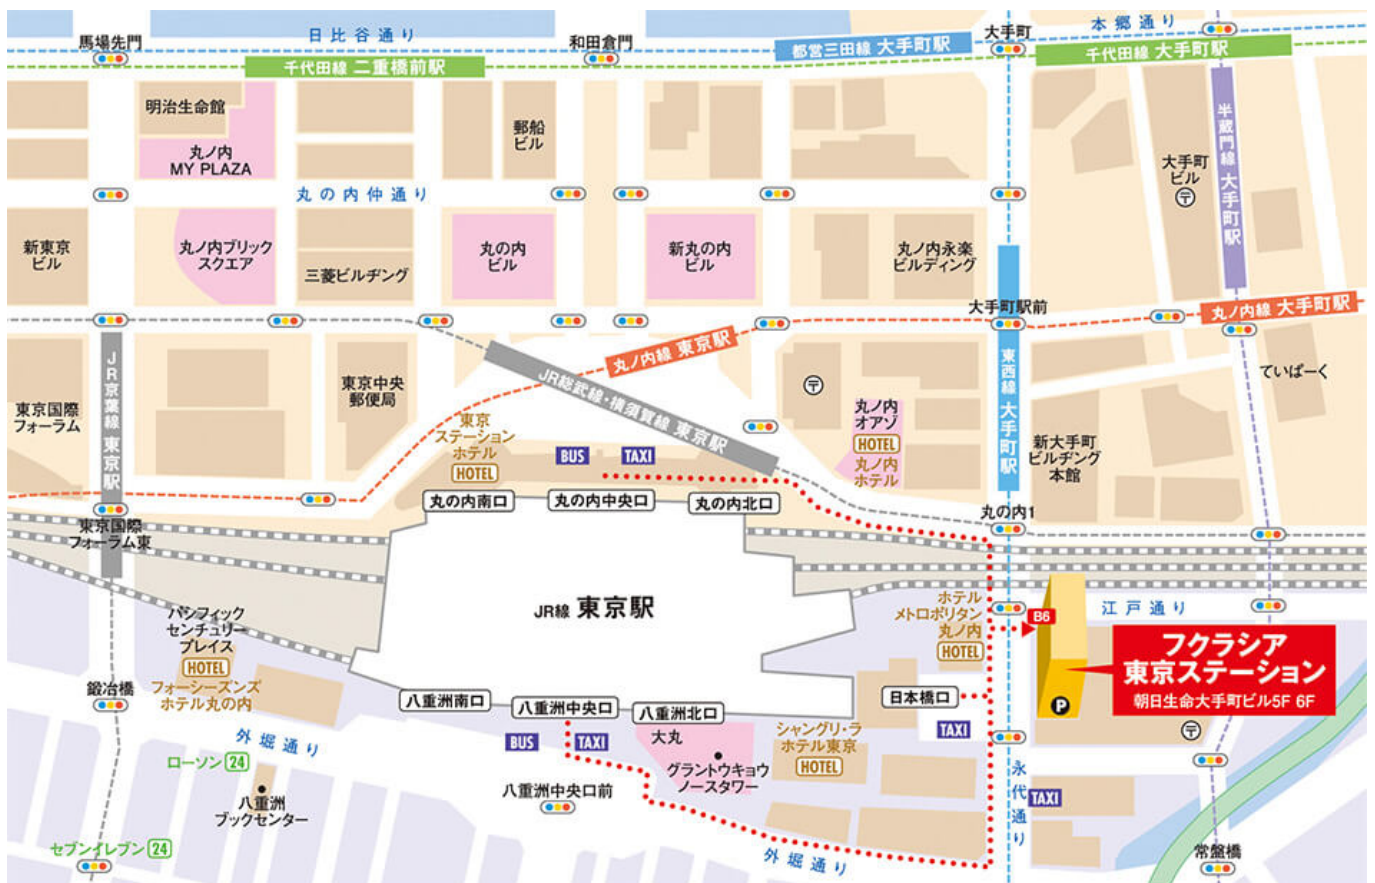 馬場先門
日比谷通り
和田倉門
都営三田線 大手町駅
大手町
本郷通り
千代田線 二重橋前駅
千代田線 大手町駅
明治生命館
丸ノ内
MY PLAZA
郵船
ビル
大手町
ビル
〒
半蔵門線 大手町駅
丸の内仲通り
新東京
ビル
丸ノ内ブリック
スクエア
三菱ビルヂング
丸の内
ビル
新丸の内
ビル
丸ノ内永楽
ビルディング
大手町駅前
丸ノ内線 大手町駅
JR京葉線 東京駅
丸ノ内線 東京駅
JR総武線・横須賀線 東京駅
東西線 大手町駅
ていぱーく
東京国際
フォーラム
東京中央
郵便局
〒
東京
ステーション
ホテル
HOTEL
BUS
TAXI
丸ノ内
オアゾ
HOTEL
丸ノ内
ホテル
新大手町
ビルヂング
本館
丸の内南口
丸の内中央口
丸の内北口
丸の内1
東京国際
フォーラム東
JR線 東京駅
パシフィック
センチュリー
プレイス
HOTEL
フォーシーズンズ
ホテル丸の内
ホテル
メトロポリタン
丸ノ内
HOTEL
B6
江戸通り
フクラシア
東京ステーション
朝日生命大手町ビル5F 6F
P
〒
鍛冶橋
八重洲南口
八重洲中央口
八重洲北口
日本橋口
外堀通り
BUS
TAXI
大丸
グラントウキョウ
ノースタワー
シャングリ・ラ
ホテル東京
HOTEL
TAXI
ローソン 24
八重洲
ブックセンター
八重洲中央口前
永代通り
TAXI
セブンイレブン 24
外堀通り
常盤橋